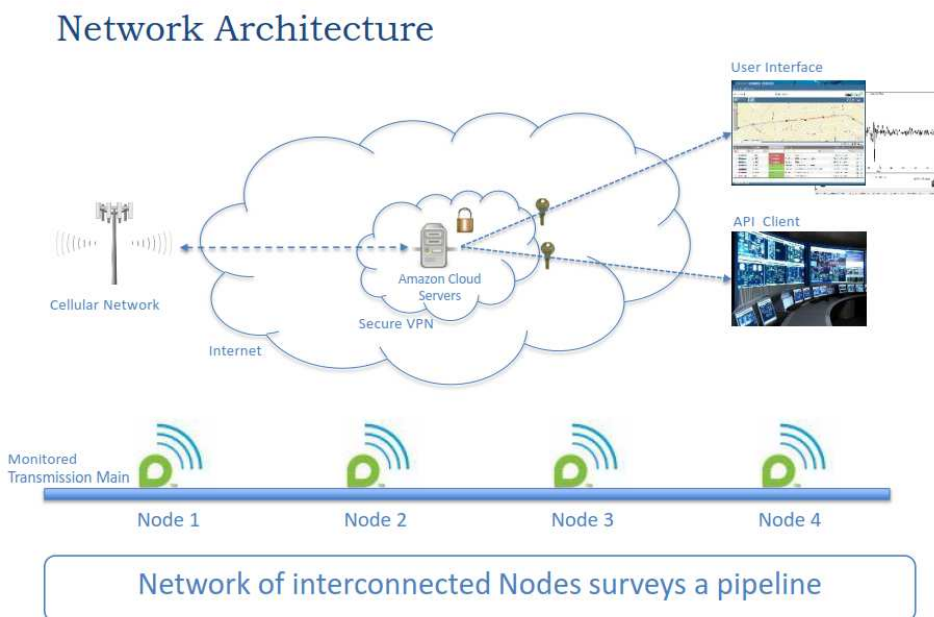 Network Architecture
User Interface
API Client
Amazon Cloud
Servers
Cellular Network
Secure VPN
Internet
Monitored
Transmission Main
Node 1
Node 2
Node 3
Node 4
Network of interconnected Nodes surveys a pipeline